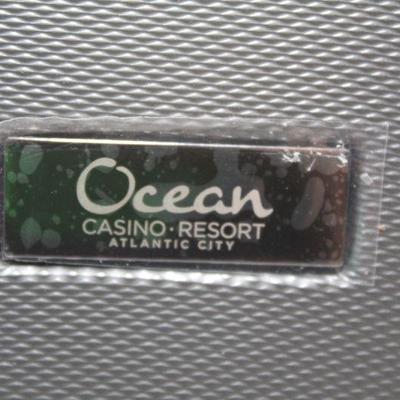 Ocean
CASINO · RESORT
ATLANTIC CITY